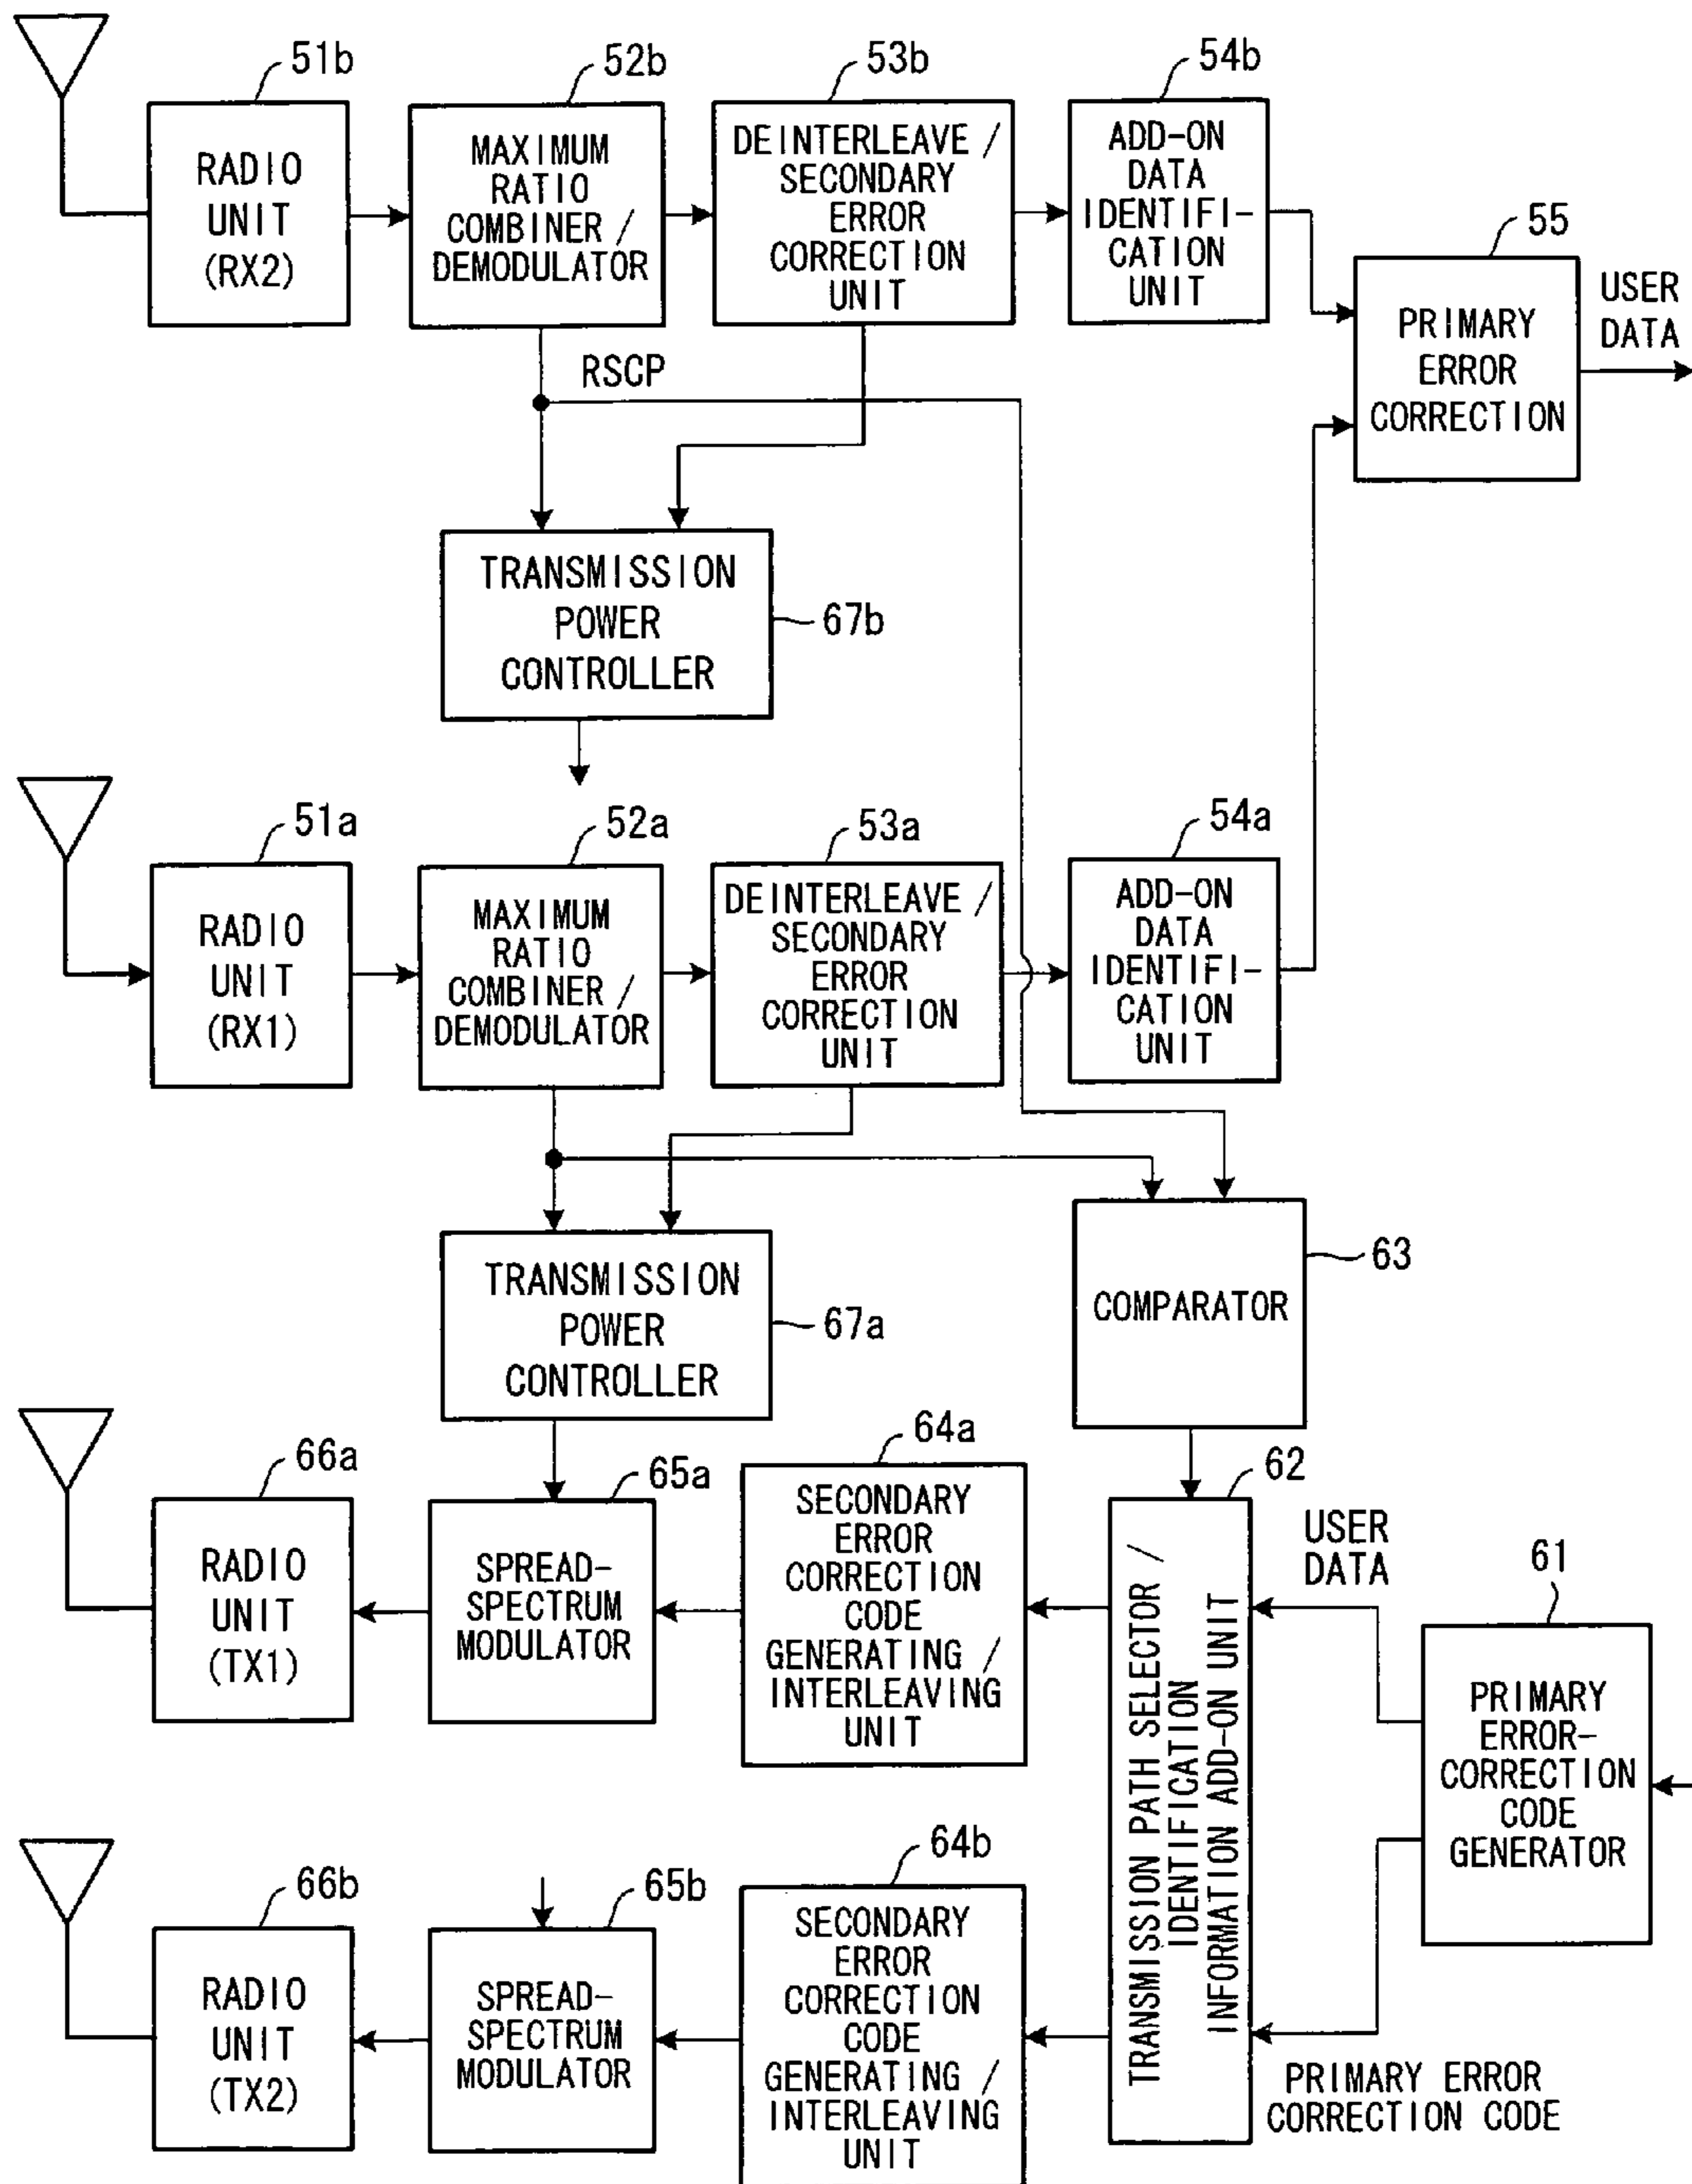 51b
52b
53b
54b
RADIO
UNIT
(RX2)
MAXIMUM
RATIO
COMBINER /
DEMODULATOR
DEINTERLEAVE /
SECONDARY
ERROR
CORRECTION
UNIT
ADD-ON
DATA
IDENTIFI-
CATION
UNIT
55
PRIMARY
ERROR
CORRECTION
USER
DATA
RSCP
TRANSMISSION
POWER
CONTROLLER
67b
51a
52a
53a
54a
RADIO
UNIT
(RX1)
MAXIMUM
RATIO
COMBINER /
DEMODULATOR
DEINTERLEAVE /
SECONDARY
ERROR
CORRECTION
UNIT
ADD-ON
DATA
IDENTIFI-
CATION
UNIT
TRANSMISSION
POWER
CONTROLLER
67a
COMPARATOR
63
66a
65a
64a
62
61
RADIO
UNIT
(TX1)
SPREAD-
SPECTRUM
MODULATOR
SECONDARY
ERROR
CORRECTION
CODE
GENERATING /
INTERLEAVING
UNIT
TRANSMISSION PATH SELECTOR /
IDENTIFICATION
INFORMATION ADD-ON UNIT
USER
DATA
PRIMARY
ERROR-
CORRECTION
CODE
GENERATOR
66b
65b
64b
RADIO
UNIT
(TX2)
SPREAD-
SPECTRUM
MODULATOR
SECONDARY
ERROR
CORRECTION
CODE
GENERATING /
INTERLEAVING
UNIT
PRIMARY ERROR
CORRECTION CODE